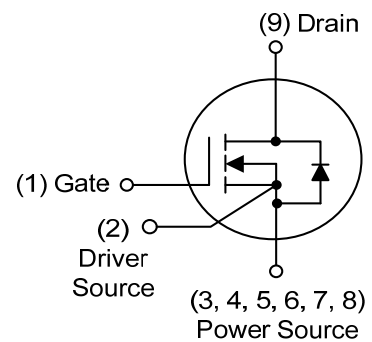 (9) Drain
(1) Gate
(2)
Driver
Source
(3, 4, 5, 6, 7, 8)
Power Source